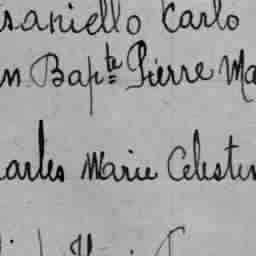 saniello Carlo
n Bapte Pierre Ma
arles Marie Celestin